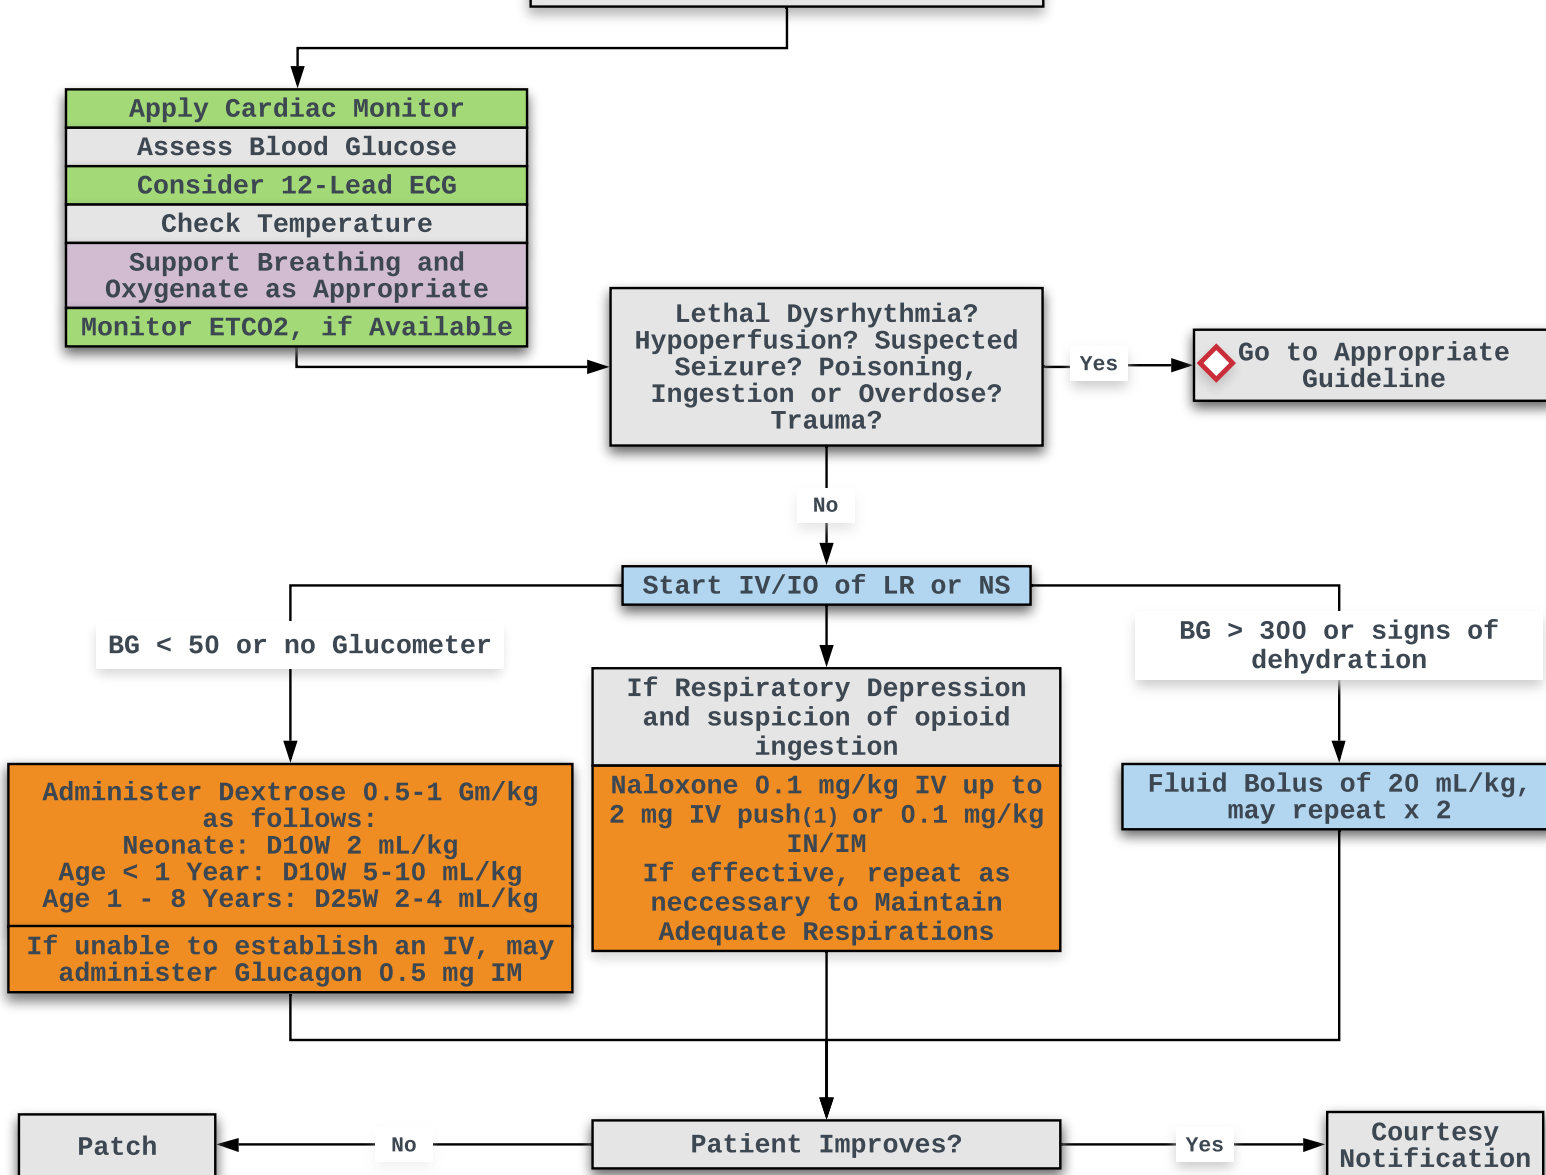 Apply Cardiac Monitor
Assess Blood Glucose
Consider 12-Lead ECG
Check Temperature
Support Breathing and
Oxygenate as Appropriate
Monitor ETCO2, if Available
Lethal Dysrhythmia?
Hypoperfusion? Suspected
Seizure? Poisoning,
Ingestion or Overdose?
Trauma?
Yes
Go to Appropriate
Guideline
No
Start IV/IO of LR or NS
BG < 50 or no Glucometer
BG > 300 or signs of
dehydration
If Respiratory Depression
and suspicion of opioid
ingestion
Naloxone 0.1 mg/kg IV up to
2 mg IV push(1) or 0.1 mg/kg
IN/IM
If effective, repeat as
neccessary to Maintain
Adequate Respirations
Administer Dextrose 0.5-1 Gm/kg
as follows:
Neonate: D10W 2 mL/kg
Age < 1 Year: D10W 5-10 mL/kg
Age 1 - 8 Years: D25W 2-4 mL/kg
If unable to establish an IV, may
administer Glucagon 0.5 mg IM
Fluid Bolus of 20 mL/kg,
may repeat x 2
Patch
No
Patient Improves?
Yes
Courtesy
Notification